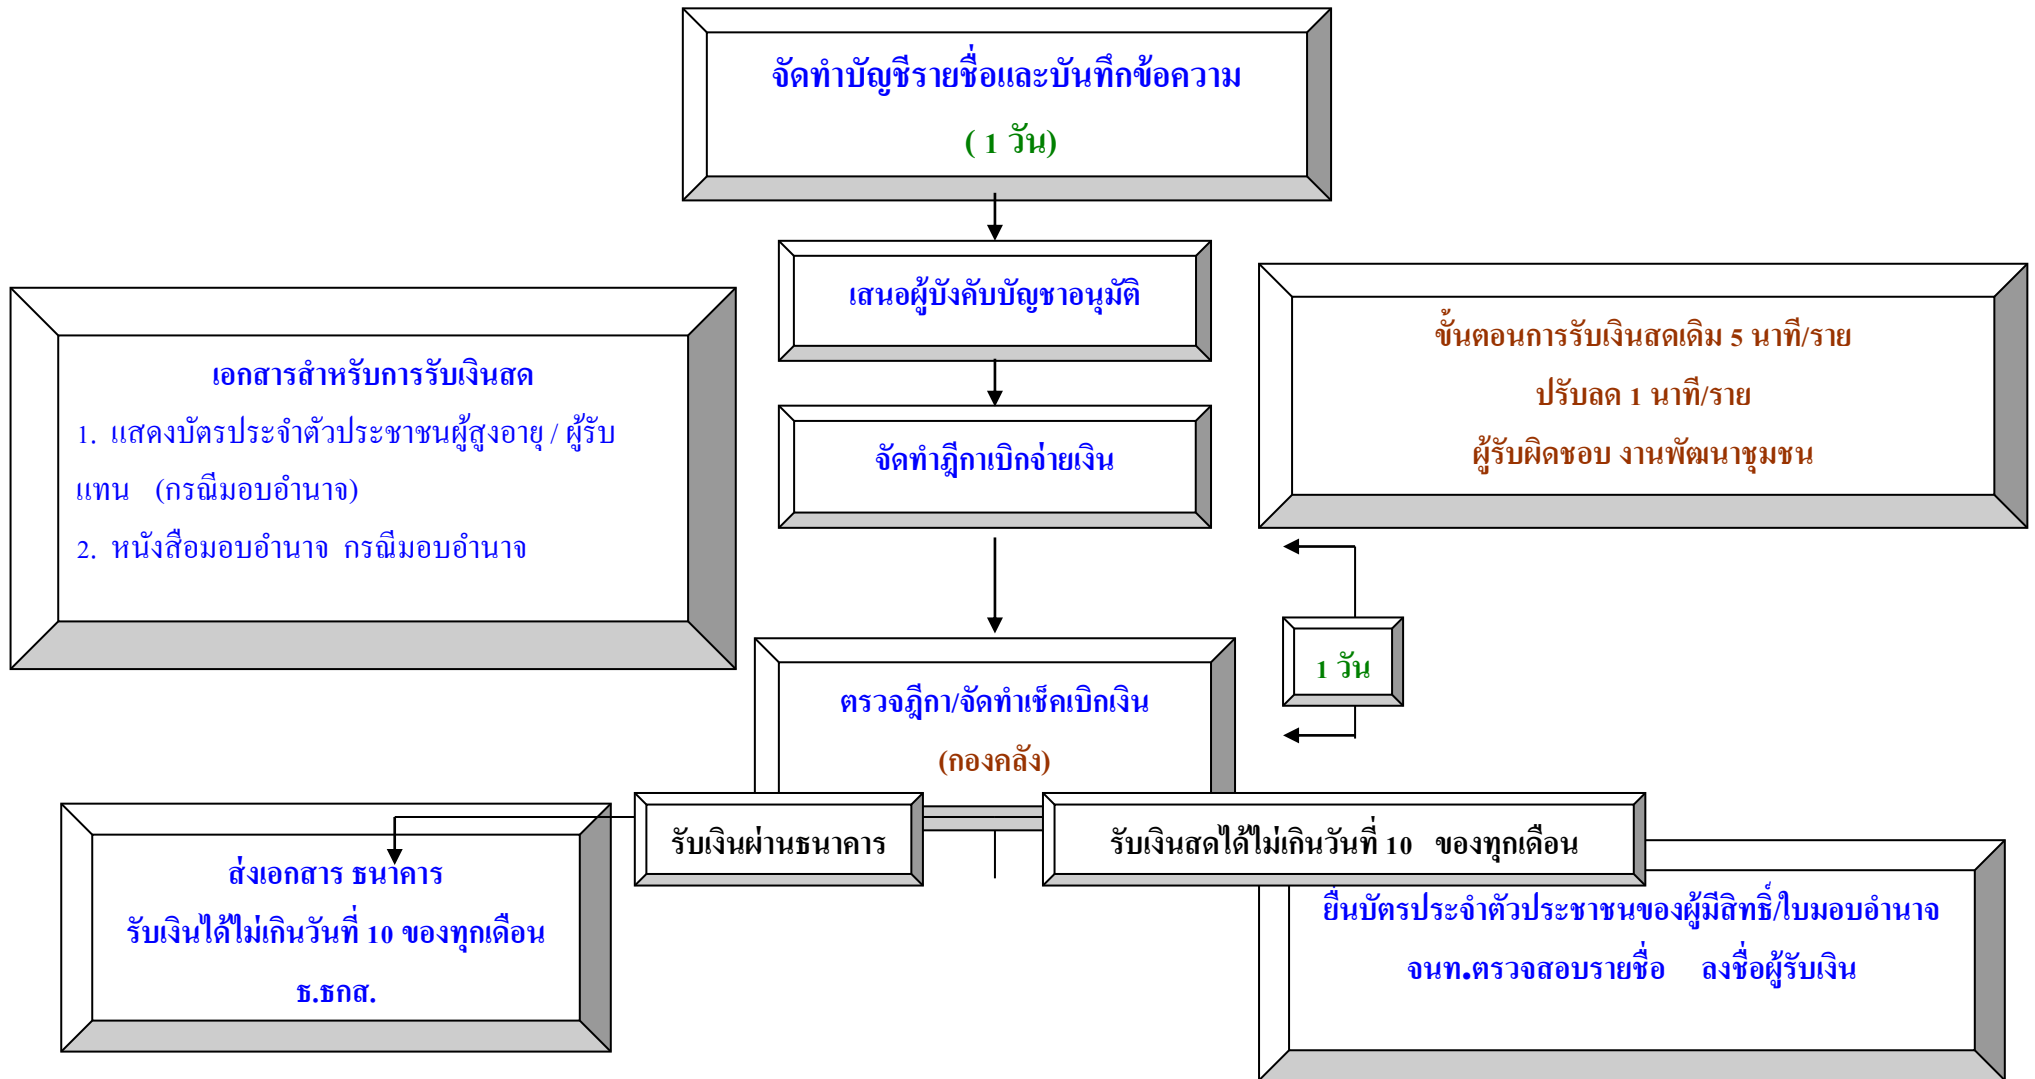 จัดทำบัญชีรายชื่อและบันทึกข้อความ
( 1 วัน)
เสนอผู้บังคับบัญชาอนุมัติ
เอกสารสำหรับการรับเงินสด
1. แสดงบัตรประจำตัวประชาชนผู้สูงอายุ / ผู้รับ
แทน (กรณีมอบอำนาจ)
2. หนังสือมอบอำนาจ กรณีมอบอำนาจ
จัดทำฎีกาเบิกจ่ายเงิน
ขั้นตอนการรับเงินสดเดิม 5 นาที/ราย
ปรับลด 1 นาที/ราย
ผู้รับผิดชอบ งานพัฒนาชุมชน
1 วัน
ตรวจฎีกา/จัดทำเช็คเบิกเงิน
(กองคลัง)
รับเงินผ่านธนาคาร
รับเงินสดได้ไม่เกินวันที่ 10 ของทุกเดือน
ส่งเอกสาร ธนาคาร
รับเงินได้ไม่เกินวันที่ 10 ของทุกเดือน
ธ.ธกส.
ยื่นบัตรประจำตัวประชาชนของผู้มีสิทธิ์/ใบมอบอำนาจ
จนท.ตรวจสอบรายชื่อ ลงชื่อผู้รับเงิน